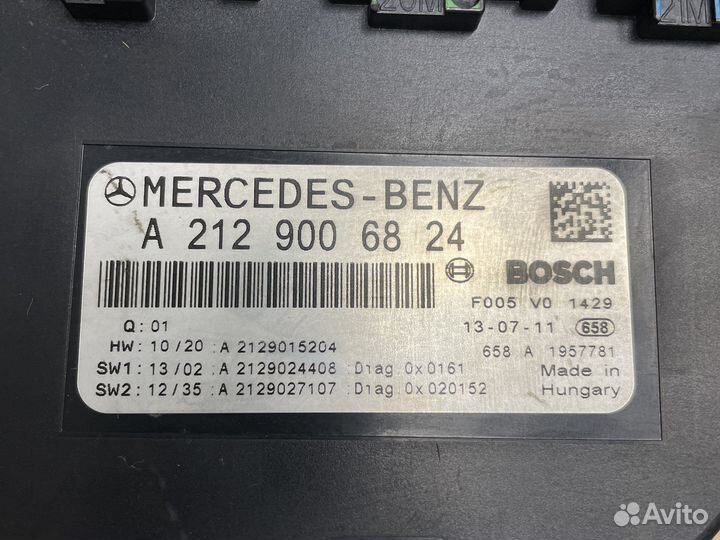 20M
21M
MERCEDES-BENZ
A 212 900 68 24
BOSCH
F005 V0 1429
Q:01
13-07-11 658
HW:10/20:A 2129015204
658 A 1957781
SW1:13/02:A 2129024408:Diag.0x0161
Made in
SW2:12/35:A 2129027107:Diag.0x020152
Hungary
Avito